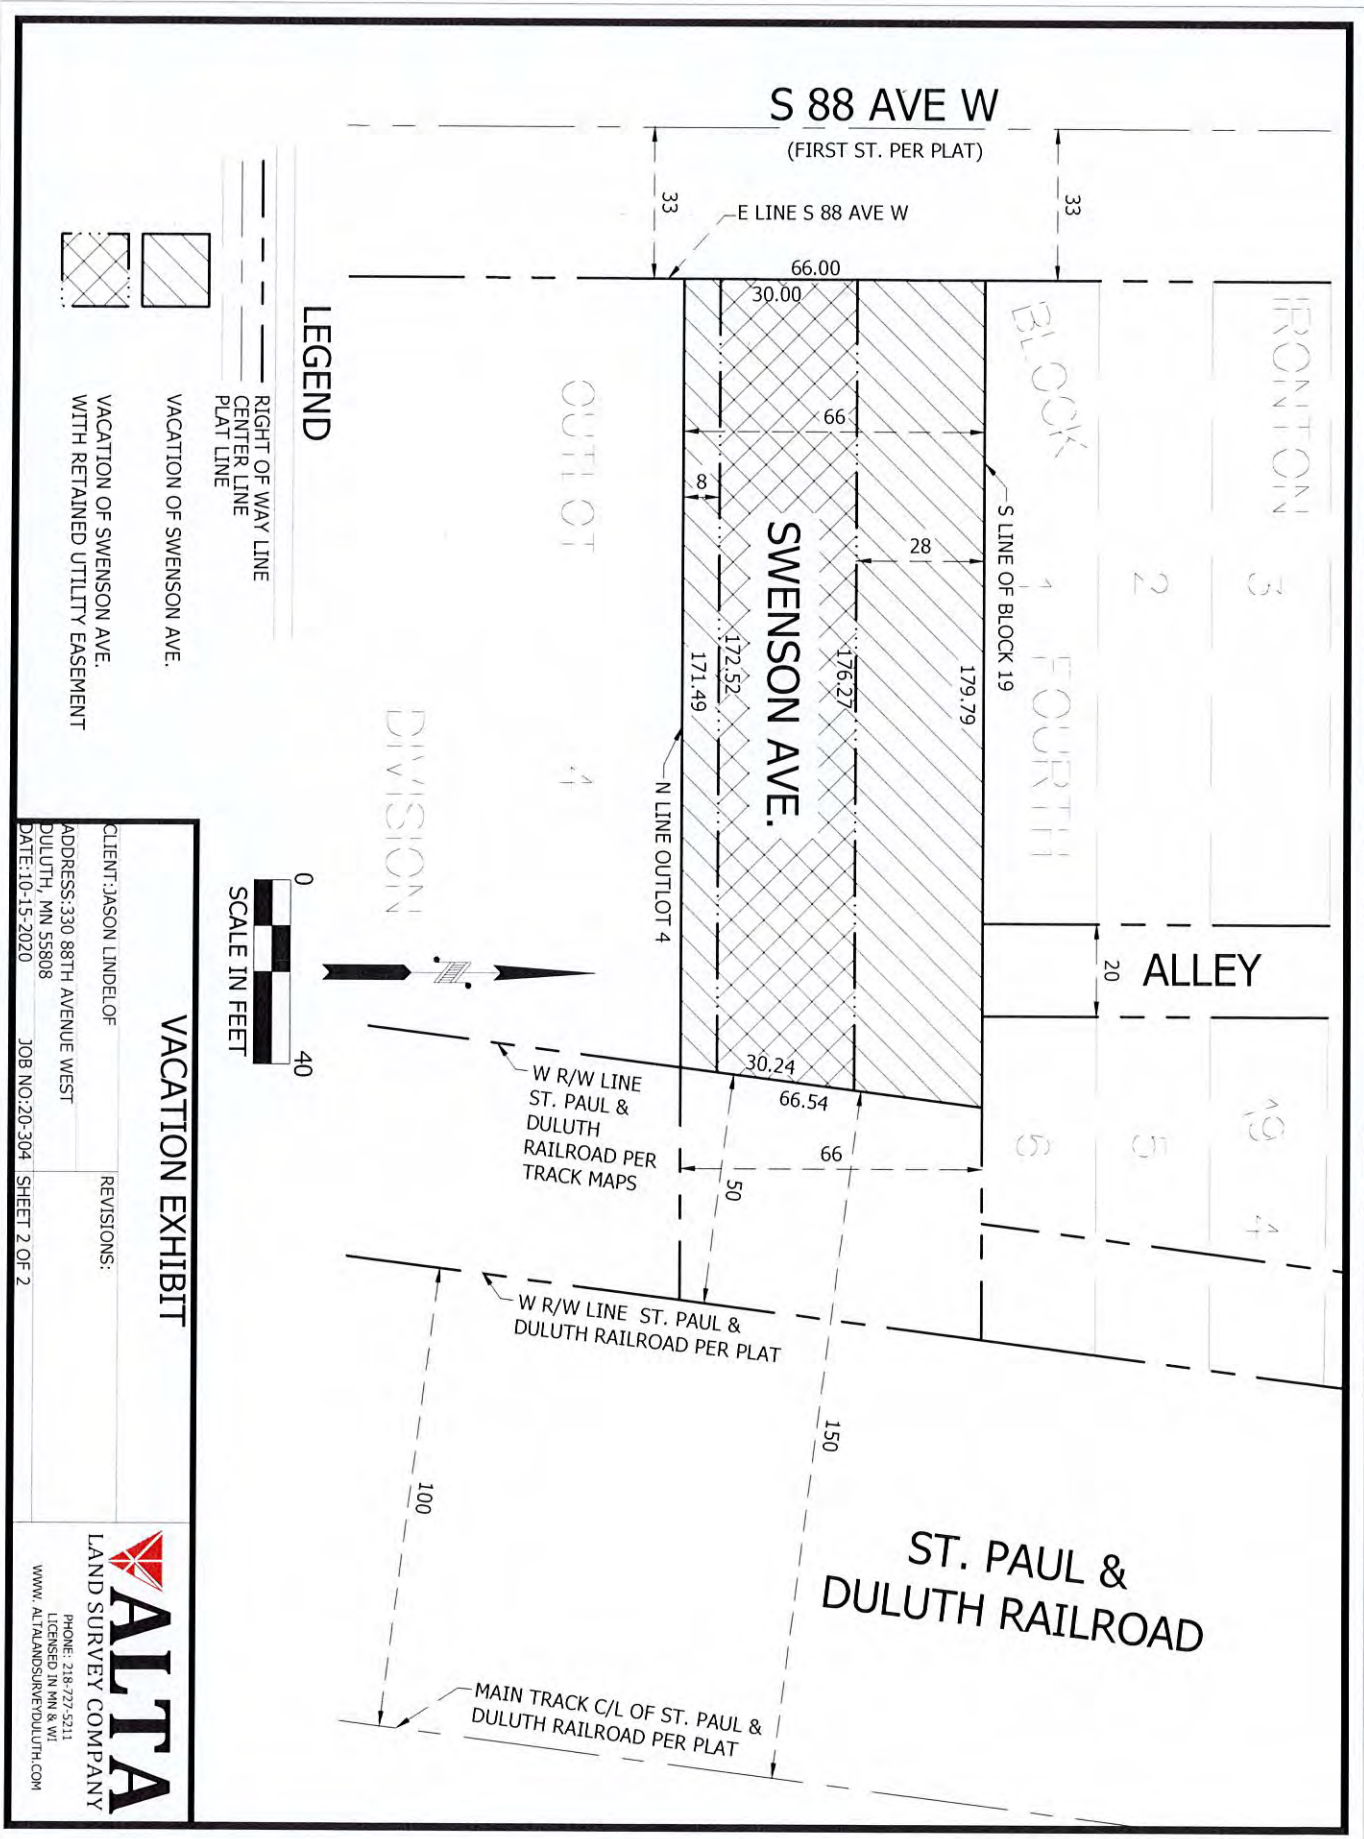 S 88 AVE W
(FIRST ST. PER PLAT)
33
33
E LINE S 88 AVE W
66.00
30.00
IRONTON
BLOCK
3
2
1
FOURTH
OUTLOT
4
DIVISION
66
8
28
S LINE OF BLOCK 19
SWENSON AVE.
179.79
176.27
172.52
171.49
N LINE OUTLOT 4
ALLEY
20
30.24
66.54
66
W R/W LINE
ST. PAUL &
DULUTH
RAILROAD PER
TRACK MAPS
50
19
4
5
6
W R/W LINE ST. PAUL &
DULUTH RAILROAD PER PLAT
150
100
ST. PAUL &
DULUTH RAILROAD
MAIN TRACK C/L OF ST. PAUL &
DULUTH RAILROAD PER PLAT
LEGEND
RIGHT OF WAY LINE
CENTER LINE
PLAT LINE
VACATION OF SWENSON AVE.
VACATION OF SWENSON AVE.
WITH RETAINED UTILITY EASEMENT
0
40
SCALE IN FEET
VACATION EXHIBIT
CLIENT:JASON LINDELOF
REVISIONS:
ADDRESS:330 88TH AVENUE WEST
DULUTH, MN 55808
DATE:10-15-2020
JOB NO:20-304
SHEET 2 OF 2
ALTA
LAND SURVEY COMPANY
PHONE: 218-727-5211
LICENSED IN MN & WI
WWW. ALTALANDSURVEYDULUTH.COM